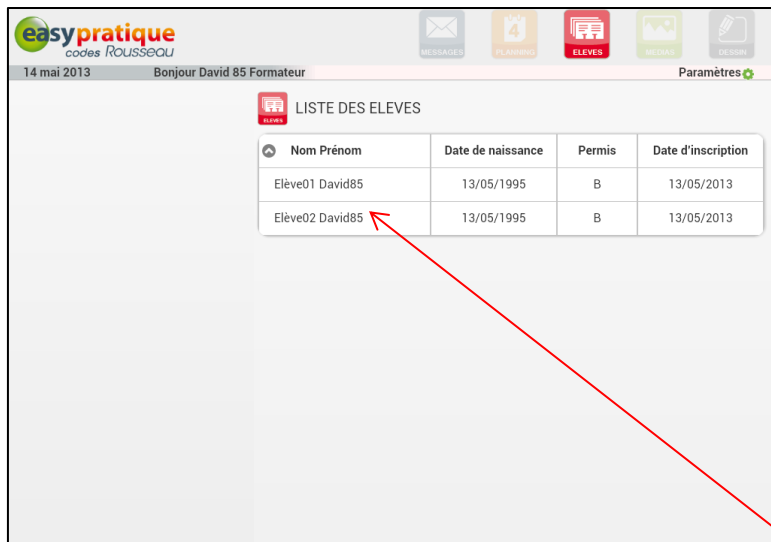 easypratique
codes Rousseau
MESSAGES
4
PLANNING
ELEVES
MEDIAS
DESSIN
14 mai 2013 Bonjour David 85 Formateur Paramètres
ELEVES
LISTE DES ELEVES
Nom Prénom Date de naissance Permis Date d'inscription
Elève01 David85 13/05/1995 B 13/05/2013
Elève02 David85 13/05/1995 B 13/05/2013